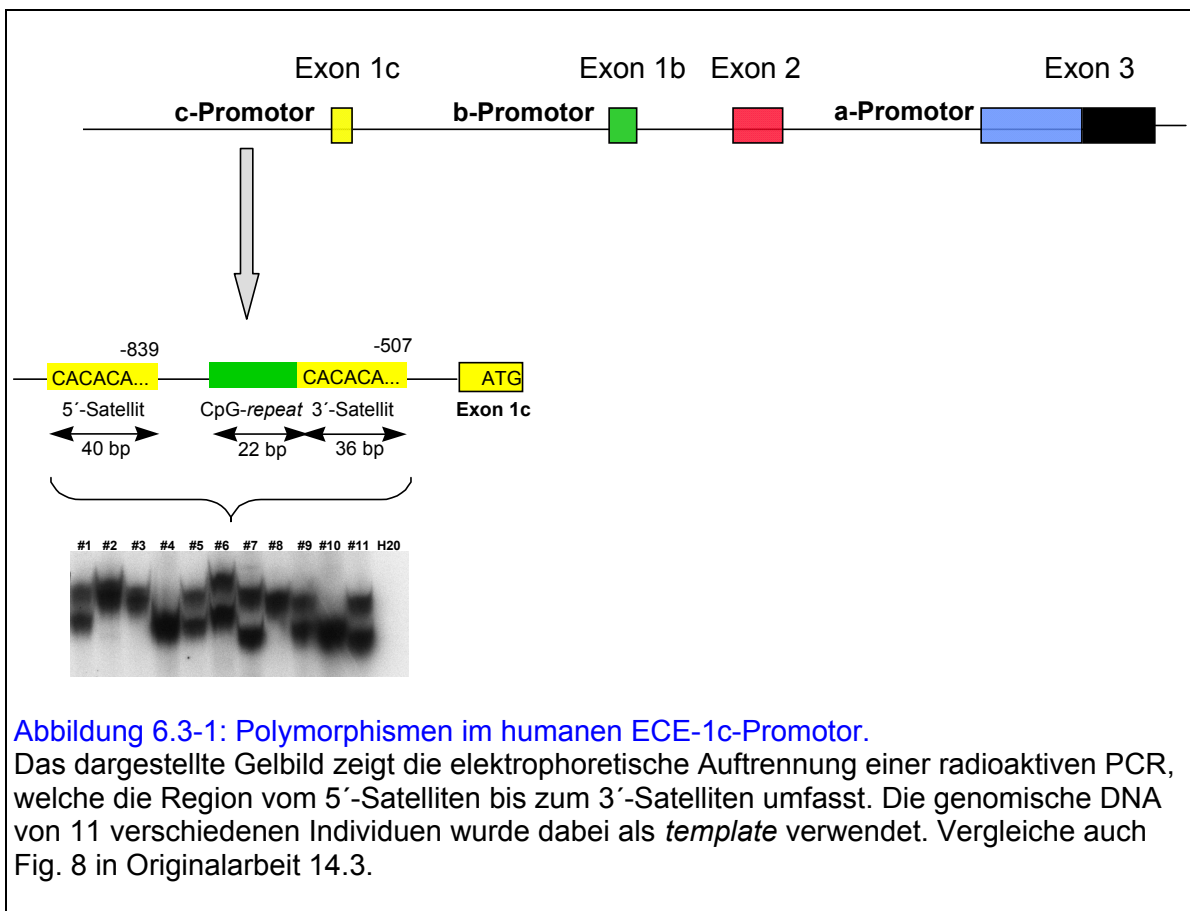 Exon 1c Exon 1b Exon 2 Exon 3
c-Promotor b-Promotor a-Promotor
-839 -507
CACACA... CACACA... ATG
5´-Satellit CpG-repeat 3´-Satellit Exon 1c
40 bp 22 bp 36 bp
#1 #2 #3 #4 #5 #6 #7 #8 #9 #10 #11 H20
Abbildung 6.3-1: Polymorphismen im humanen ECE-1c-Promotor.
Das dargestellte Gelbild zeigt die elektrophoretische Auftrennung einer radioaktiven PCR,
welche die Region vom 5´-Satelliten bis zum 3´-Satelliten umfasst. Die genomische DNA
von 11 verschiedenen Individuen wurde dabei als template verwendet. Vergleiche auch
Fig. 8 in Originalarbeit 14.3.